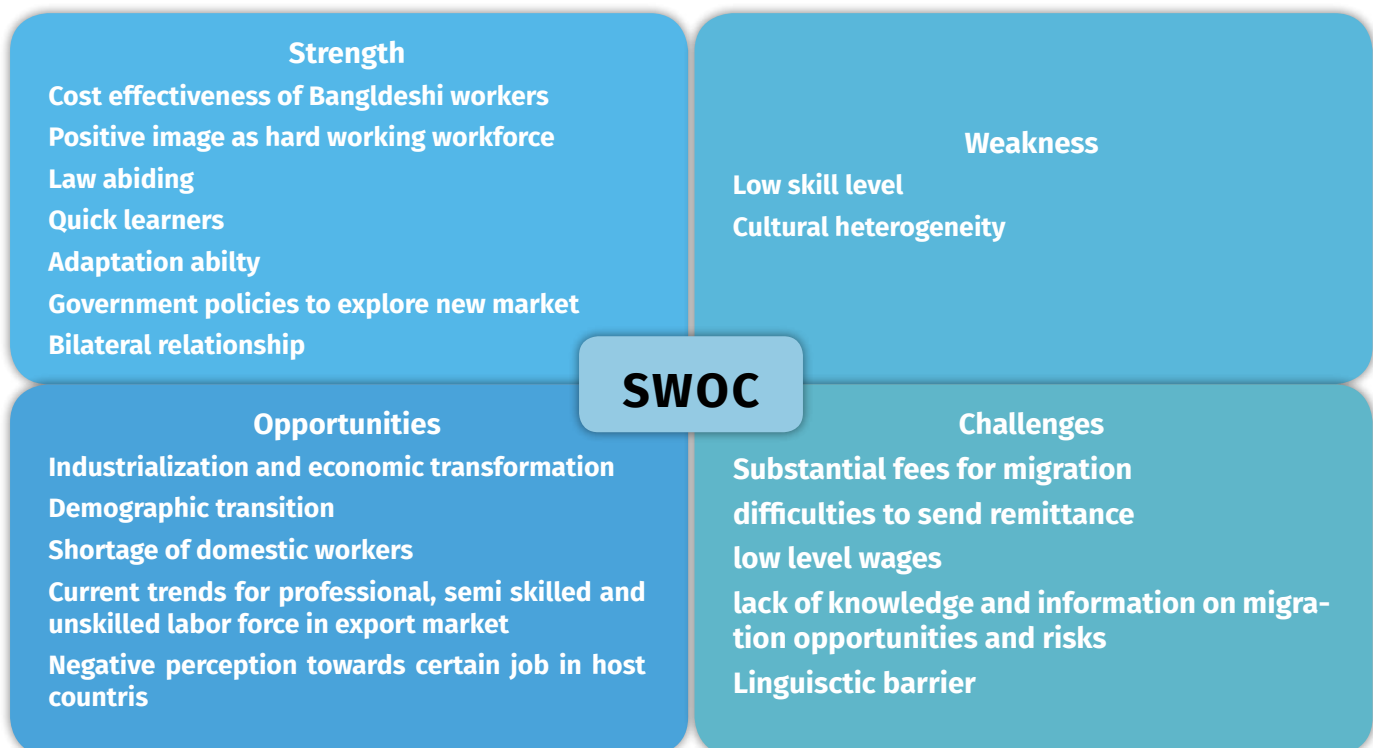 Strength
Cost effectiveness of Bangldeshi workers
Positive image as hard working workforce
Law abiding
Quick learners
Adaptation abilty
Government policies to explore new market
Bilateral relationship
Weakness
Low skill level
Cultural heterogeneity
SWOC
Opportunities
Industrialization and economic transformation
Demographic transition
Shortage of domestic workers
Current trends for professional, semi skilled and
unskilled labor force in export market
Negative perception towards certain job in host
countris
Challenges
Substantial fees for migration
difficulties to send remittance
low level wages
lack of knowledge and information on migra-
tion opportunities and risks
Linguisctic barrier